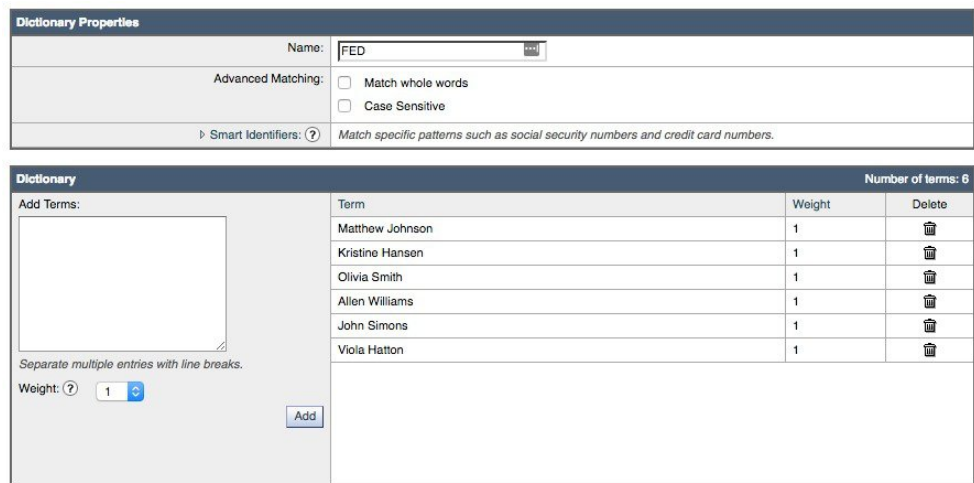 Dictionary Properties
Name: FED
Advanced Matching: Match whole words
Case Sensitive
Smart Identifiers: ? Match specific patterns such as social security numbers and credit card numbers.
Dictionary Number of terms: 6
Add Terms:
Term Weight Delete
Matthew Johnson 1
Kristine Hansen 1
Olivia Smith 1
Allen Williams 1
John Simons 1
Viola Hatton 1
Separate multiple entries with line breaks.
Weight: ? 1
Add